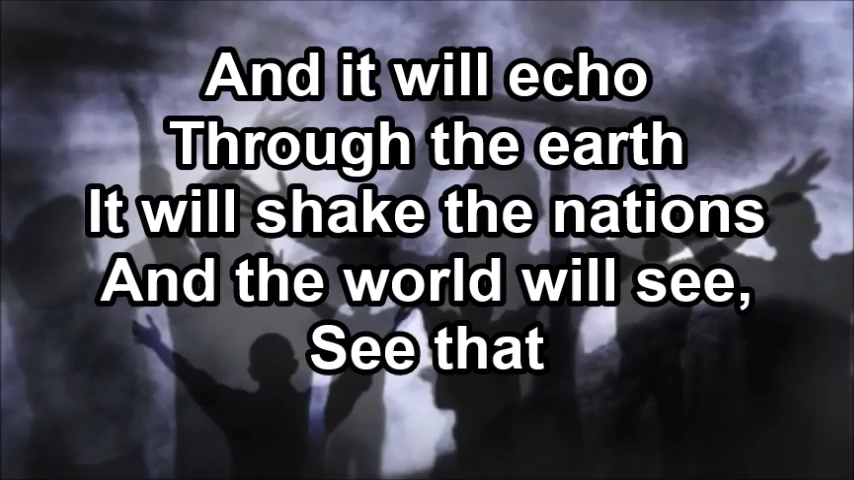 And it will echo
Through the earth
It will shake the nations
And the world will see,
See that